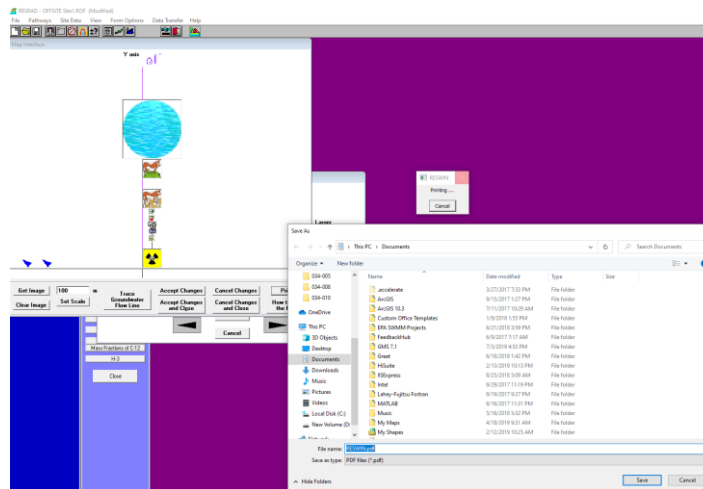 RESRAD - OFFSITE Site1.ROF (Modified)
File Pathways Site Data View Form Options Data Transfer Help
Map Interface
Y axis
RESWIN
Printing ...
Cancel
Layers
Save As
This PC > Documents
Search Documents
Organize New folder
Name Date modified Type Size
034-005
034-008
034-010
OneDrive
This PC
3D Objects
Desktop
Documents
Downloads
Music
Pictures
Videos
Local Disk (C:)
New Volume (D:
Network
.accelerate 3/27/2017 7:33 PM File folder
ArcGIS 9/15/2017 1:27 PM File folder
ArcGIS 10.3 7/11/2017 10:29 AM File folder
Custom Office Templates 1/9/2018 1:55 PM File folder
EPA SWMM Projects 8/21/2018 3:59 PM File folder
FeedbackHub 6/9/2017 7:17 AM File folder
GMS 7.1 7/3/2019 4:53 PM File folder
Greet 6/18/2018 1:42 PM File folder
HiSuite 2/13/2019 10:13 PM File folder
IISExpress 8/23/2018 5:09 AM File folder
Intel 9/29/2017 11:19 PM File folder
Lahey-Fujitsu Fortran 6/16/2017 9:37 PM File folder
MATLAB 8/16/2017 11:31 PM File folder
Music 5/16/2018 5:32 PM File folder
My Maps 4/18/2019 9:51 AM File folder
My Shapes 2/12/2019 10:25 AM File folder
File name: RESWIN.pdf
Save as type: PDF files (*.pdf)
Hide Folders
Save Cancel
Get Image 100 m
Clear Image Set Scale
Trace
Groundwater
Flow Line
Accept Changes Cancel Changes
Accept Changes
and Close
Cancel Changes
and Close
How to
Cancel
Mass Fractions of C-12
H-3
Close